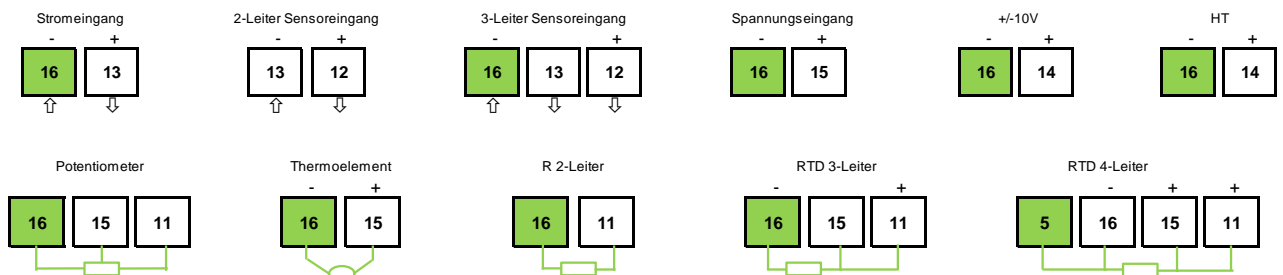 Stromeingang 2-Leiter Sensoreingang 3-Leiter Sensoreingang Spannungseingang +/-10V HT
- + - + - + - + - + - +
16 13 13 12 16 13 12 16 15 16 14 16 14
Potentiometer Thermoelement R 2-Leiter RTD 3-Leiter RTD 4-Leiter
- + - + - + +
16 15 11 16 15 16 11 16 15 11 5 16 15 11